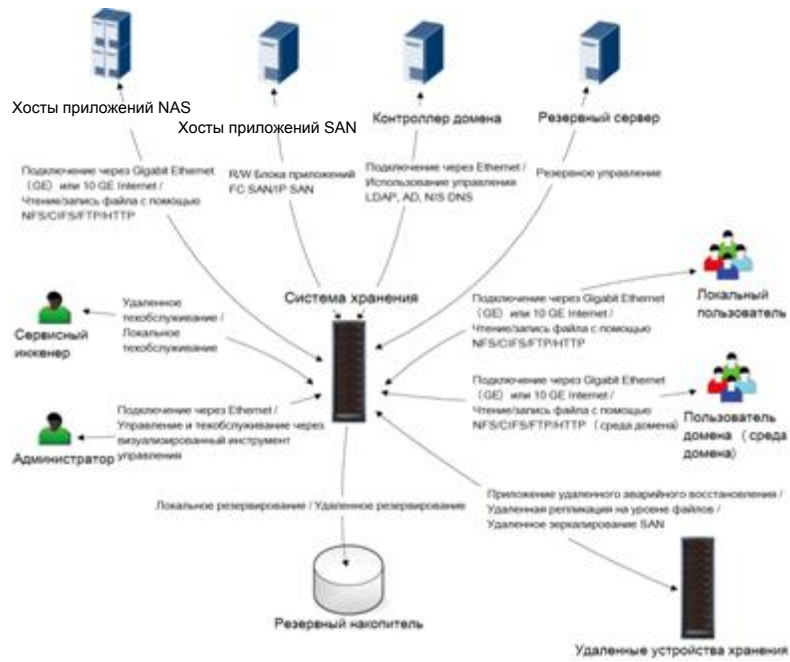 Хосты приложений NAS
Хосты приложений SAN
Контроллер домена
Резервный сервер
Подключение через Gigabit Ethernet
(GE) или 10 GE Internet /
Чтение/запись файла с помощью
NFS/CIFS/FTP/HTTP
R/W Блока приложений
FC SAN/IP SAN
Подключение через Ethernet /
Использование управления
LDAP, AD, NIS DNS
Резервное управление
Система хранения
Удаленное
техобслуживание /
Локальное
техобслуживание
Сервисный
инженер
Подключение через Gigabit Ethernet
(GE) или 10 GE Internet /
Чтение/запись файла с помощью
NFS/CIFS/FTP/HTTP
Локальный
пользователь
Подключение через Gigabit Ethernet
(GE) или 10 GE Internet /
Чтение/запись файла с помощью
NFS/CIFS/FTP/HTTP (среда домена)
Пользователь
домена (среда
домена)
Подключение через Ethernet /
Управление и техобслуживание через
визуализированный инструмент
управления
Администратор
Локальное резервирование / Удаленное резервирование
Приложение удаленного аварийного восстановления /
Удаленная репликация на уровне файлов /
Удаленное зеркалирование SAN
Резервный накопитель
Удаленные устройства хранения